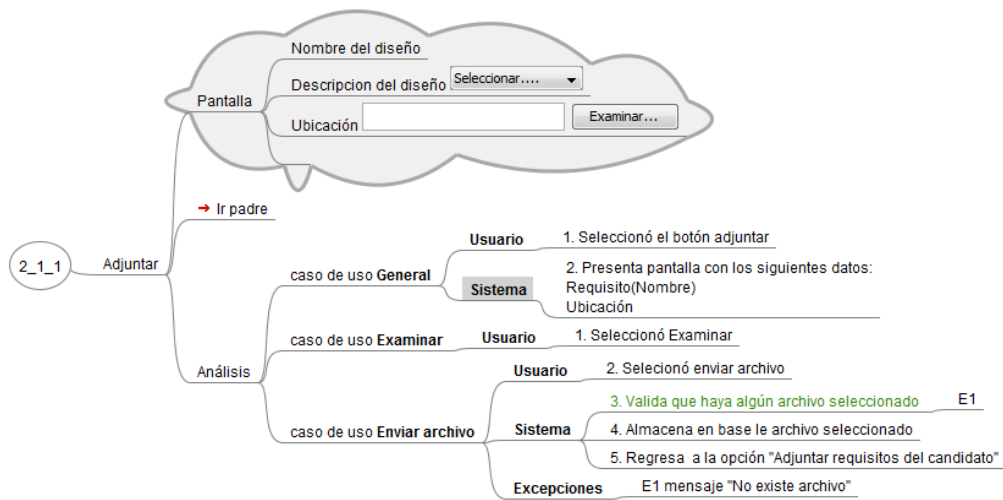 Nombre del diseño
Descripcion del diseño Seleccionar....
Pantalla
Ubicación Examinar...
Ir padre
2_1_1 Adjuntar
Usuario 1. Seleccionó el botón adjuntar
caso de uso General
Sistema 2. Presenta pantalla con los siguientes datos:
Requisito(Nombre)
Ubicación
caso de uso Examinar Usuario 1. Seleccionó Examinar
Análisis
Usuario 2. Selecionó enviar archivo
3. Valida que haya algún archivo seleccionado E1
caso de uso Enviar archivo Sistema 4. Almacena en base le archivo seleccionado
5. Regresa a la opción "Adjuntar requisitos del candidato"
Excepciones E1 mensaje "No existe archivo"